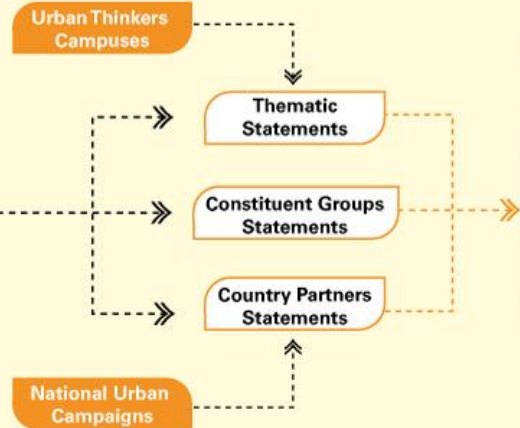 Urban Thinkers
Campuses
Thematic
Statements
Constituent Groups
Statements
Country Partners
Statements
National Urban
Campaigns